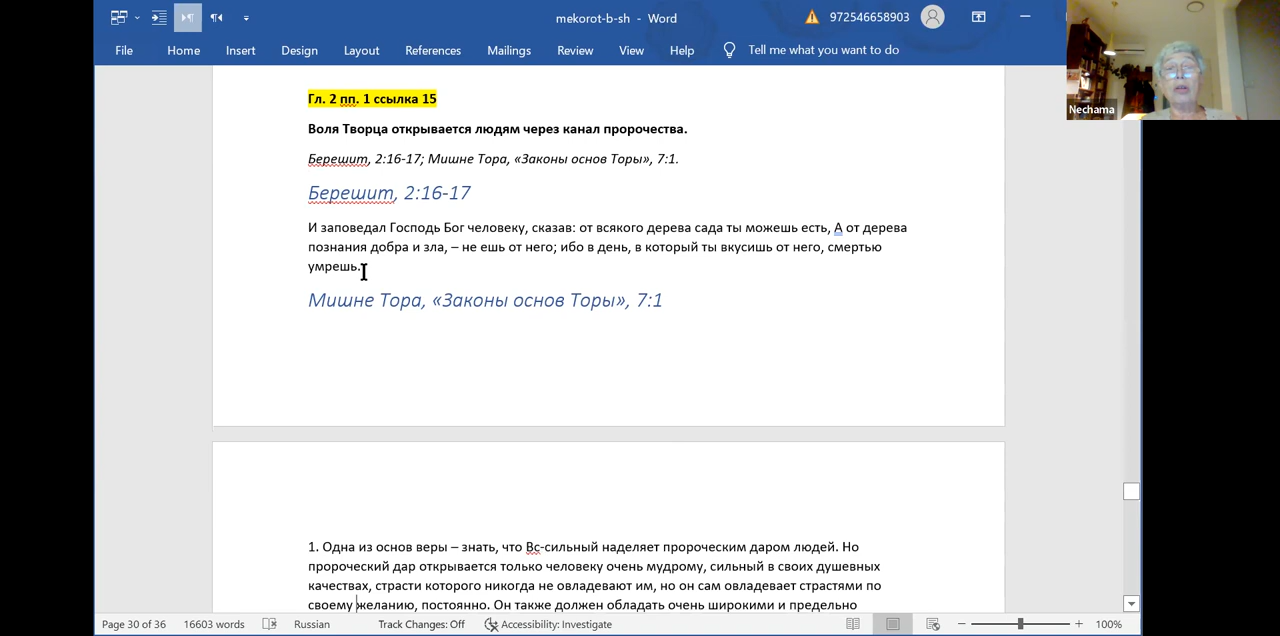 mekorot-b-sh - Word
972546658903
File Home Insert Design Layout References Mailings Review View Help Tell me what you want to do
Nechama
Гл. 2 пп. 1 ссылка 15
Воля Творца открывается людям через канал пророчества.
Берешит, 2:16-17; Мишне Тора, «Законы основ Торы», 7:1.
Берешит, 2:16-17
И заповедал Господь Бог человеку, сказав: от всякого дерева сада ты можешь есть, А от дерева
познания добра и зла, – не ешь от него; ибо в день, в который ты вкусишь от него, смертью
умрешь.
Мишне Тора, «Законы основ Торы», 7:1
1. Одна из основ веры – знать, что Вс-сильный наделяет пророческим даром людей. Но
пророческий дар открывается только человеку очень мудрому, сильный в своих душевных
качествах, страсти которого никогда не овладевают им, но он сам овладевает страстями по
своему желанию, постоянно. Он также должен обладать очень широкими и предельно
Page 30 of 36 16603 words Russian Track Changes: Off Accessibility: Investigate 100%